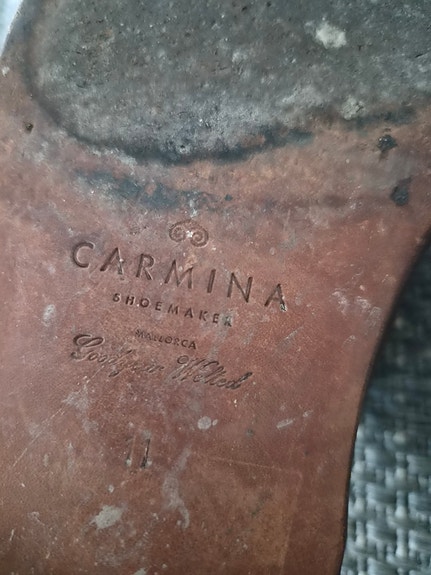 CARMINA
SHOEMAKER
MALLORCA
Goodyear Welted
11